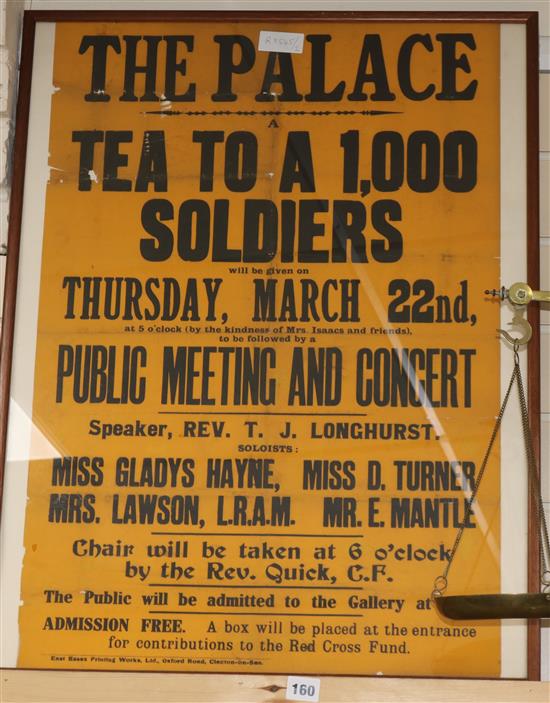 THE PALACE
A
TEA TO A 1,000
SOLDIERS
will be given on
THURSDAY, MARCH 22nd,
at 5 o'clock (by the kindness of Mrs. Isaacs and friends),
to be followed by a
PUBLIC MEETING AND CONCERT
Speaker, REV. T. J. LONGHURST.
SOLOISTS:
MISS GLADYS HAYNE, MISS D. TURNER
MRS. LAWSON, L.R.A.M. MR. E. MANTLE
Chair will be taken at 6 o'clock
by the Rev. Quick, C.F.
The Public will be admitted to the Gallery at
ADMISSION FREE. A box will be placed at the entrance
for contributions to the Red Cross Fund.
East Essex Printing Works, Ltd., Oxford Road, Clacton-on-Sea.
160